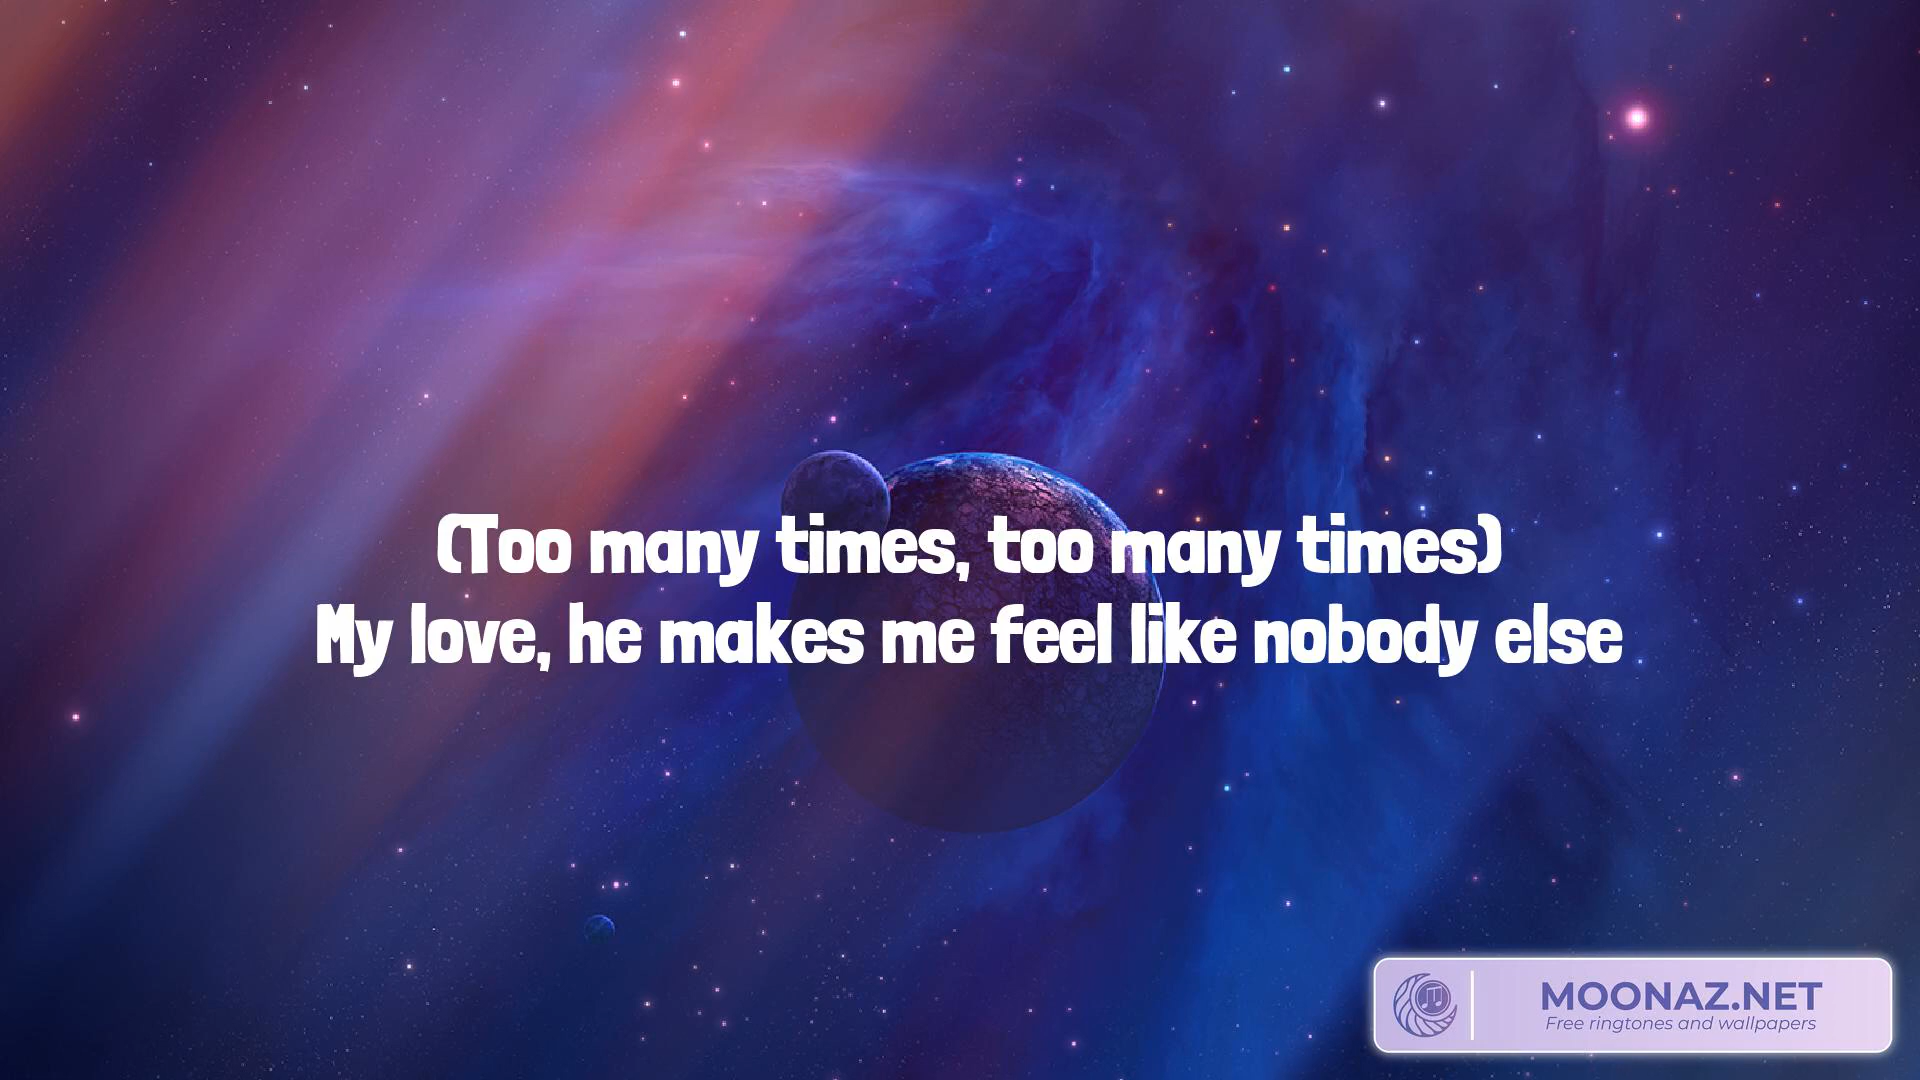 (Too many times, too many times)
My love, he makes me feel like nobody else
MOONAZ.NET
Free ringtones and wallpapers